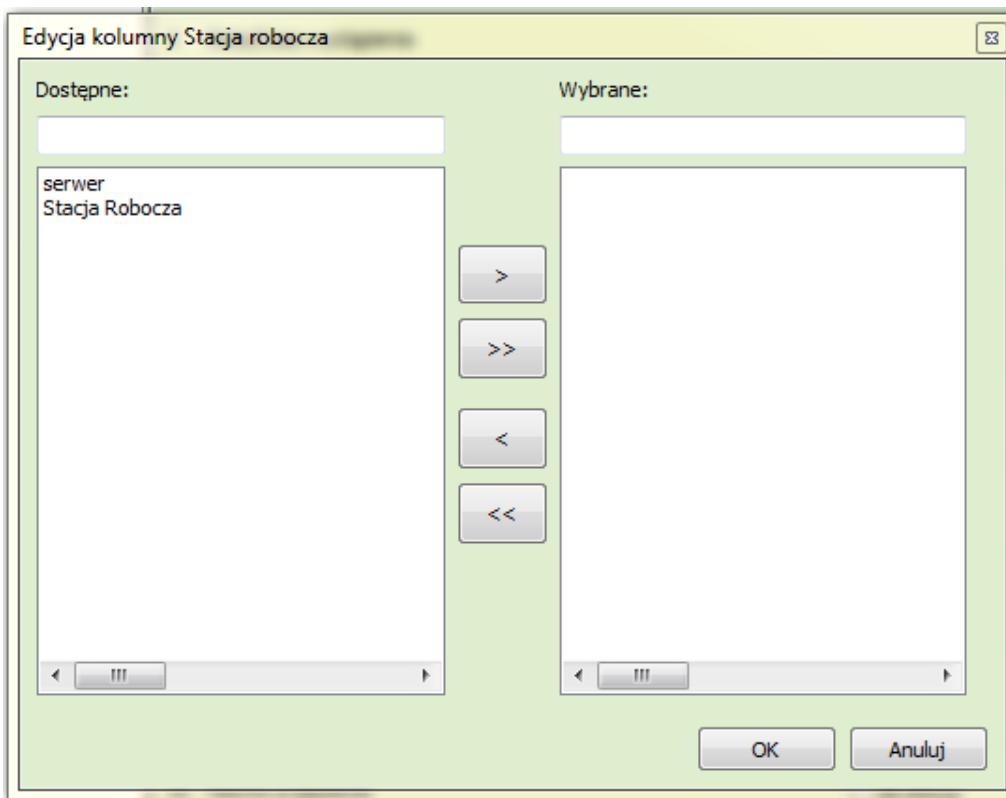 Edycja kolumny Stacja robocza
Dostępne:
Wybrane:
serwer
Stacja Robocza
>
>>
<
<<
OK
Anuluj